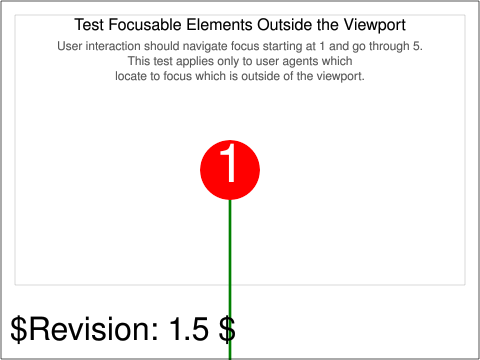 Test Focusable Elements Outside the Viewport
User interaction should navigate focus starting at 1 and go through 5.
This test applies only to user agents which
locate to focus which is outside of the viewport.
1
$Revision: 1.5 $